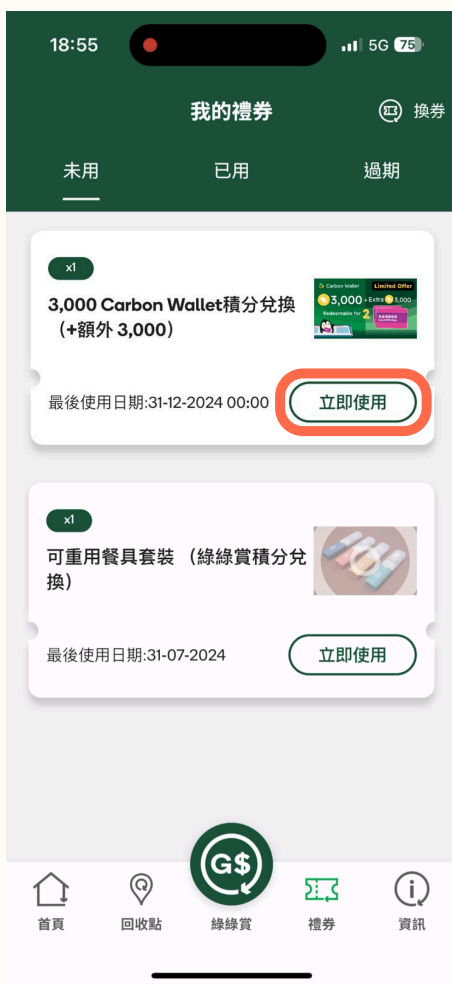 18:55
5G 75
我的禮券
換券
未用
已用
過期
x1
3,000 Carbon Wallet積分兌換
（+額外 3,000）
Carbon Wallet
Limited Offer
3,000 + Extra 3,000
Redeemable for 2
最後使用日期:31-12-2024 00:00
立即使用
x1
可重用餐具套裝 （綠綠賞積分兌
換）
最後使用日期:31-07-2024
立即使用
G$
首頁
回收點
綠綠賞
禮券
資訊